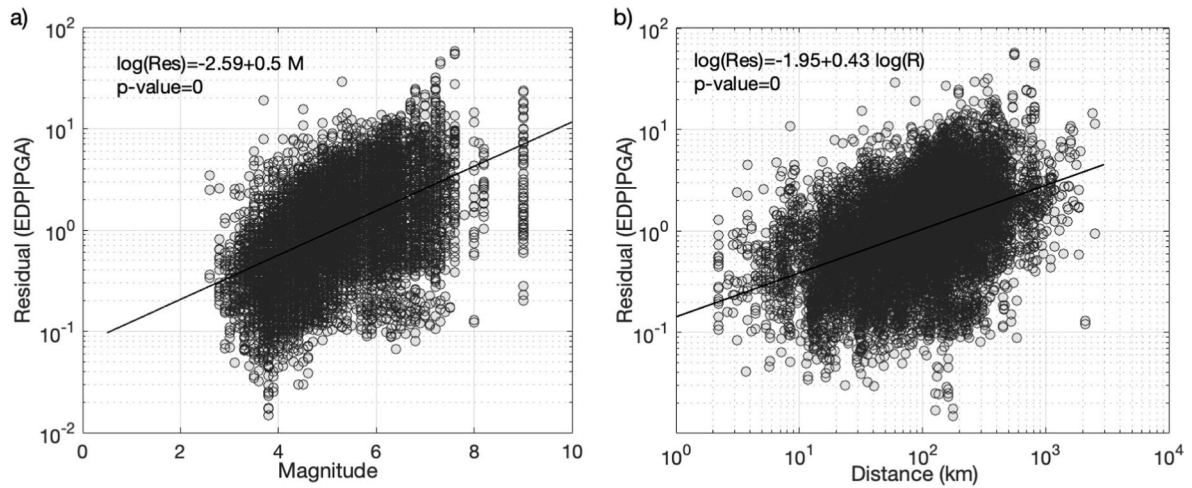 a)
10^2
log(Res)=-2.59+0.5 M
p-value=0
10^1
Residual (EDP|PGA)
10^0
10^-1
10^-2
0 2 4 6 8 10
Magnitude
b)
10^2
log(Res)=-1.95+0.43 log(R)
p-value=0
10^1
Residual (EDP|PGA)
10^0
10^-1
10^0 10^1 10^2 10^3 10^4
Distance (km)